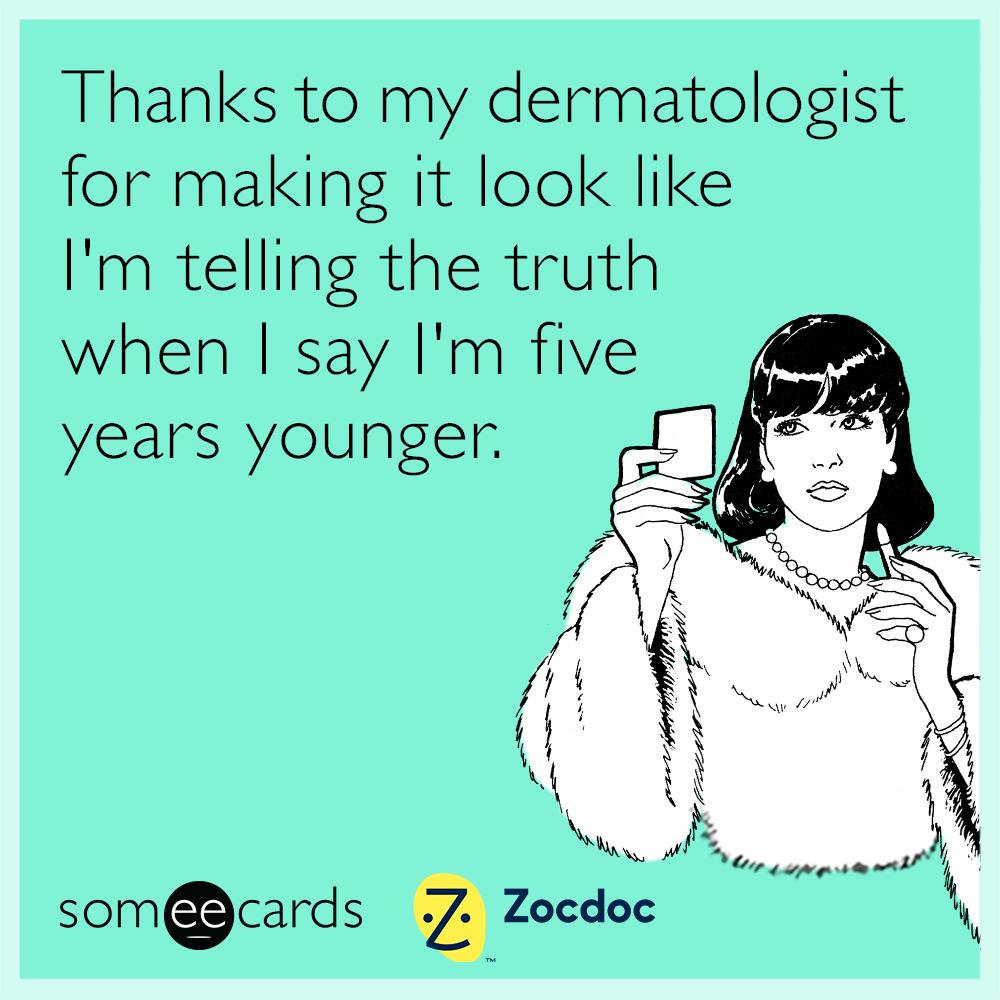 Thanks to my dermatologist
for making it look like
I'm telling the truth
when I say I'm five
years younger.
someecards
Z Zocdoc
TM